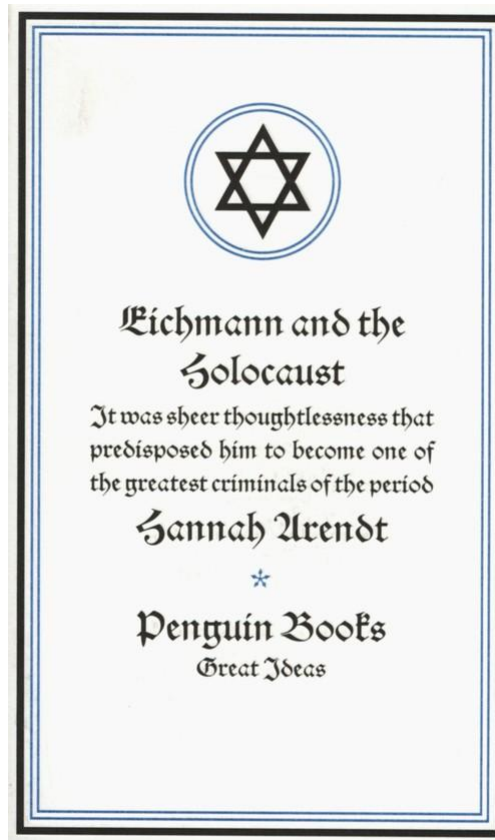 Eichmann and the
Holocaust
It was sheer thoughtlessness that
predisposed him to become one of
the greatest criminals of the period
Hannah Arendt
Penguin Books
Great Ideas